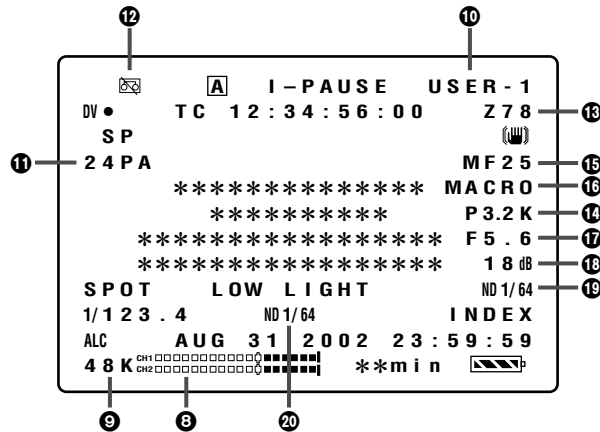 ⓬ ❿
A I–PAUSE USER-1
DV ● TC 12:34:56:00 Z78 ⓭
SP
⓫ 24PA MF25 ⓯
************** MACRO ⓰
********** P3.2K ⓮
***************** F5.6 ⓱
***************** 18dB ⓲
SPOT LOW LIGHT ND1/64 ⓳
1/123.4 ND1/64 INDEX
ALC AUG 31 2002 23:59:59
48K CH1 **min
CH2
❾ ❽ ⓴